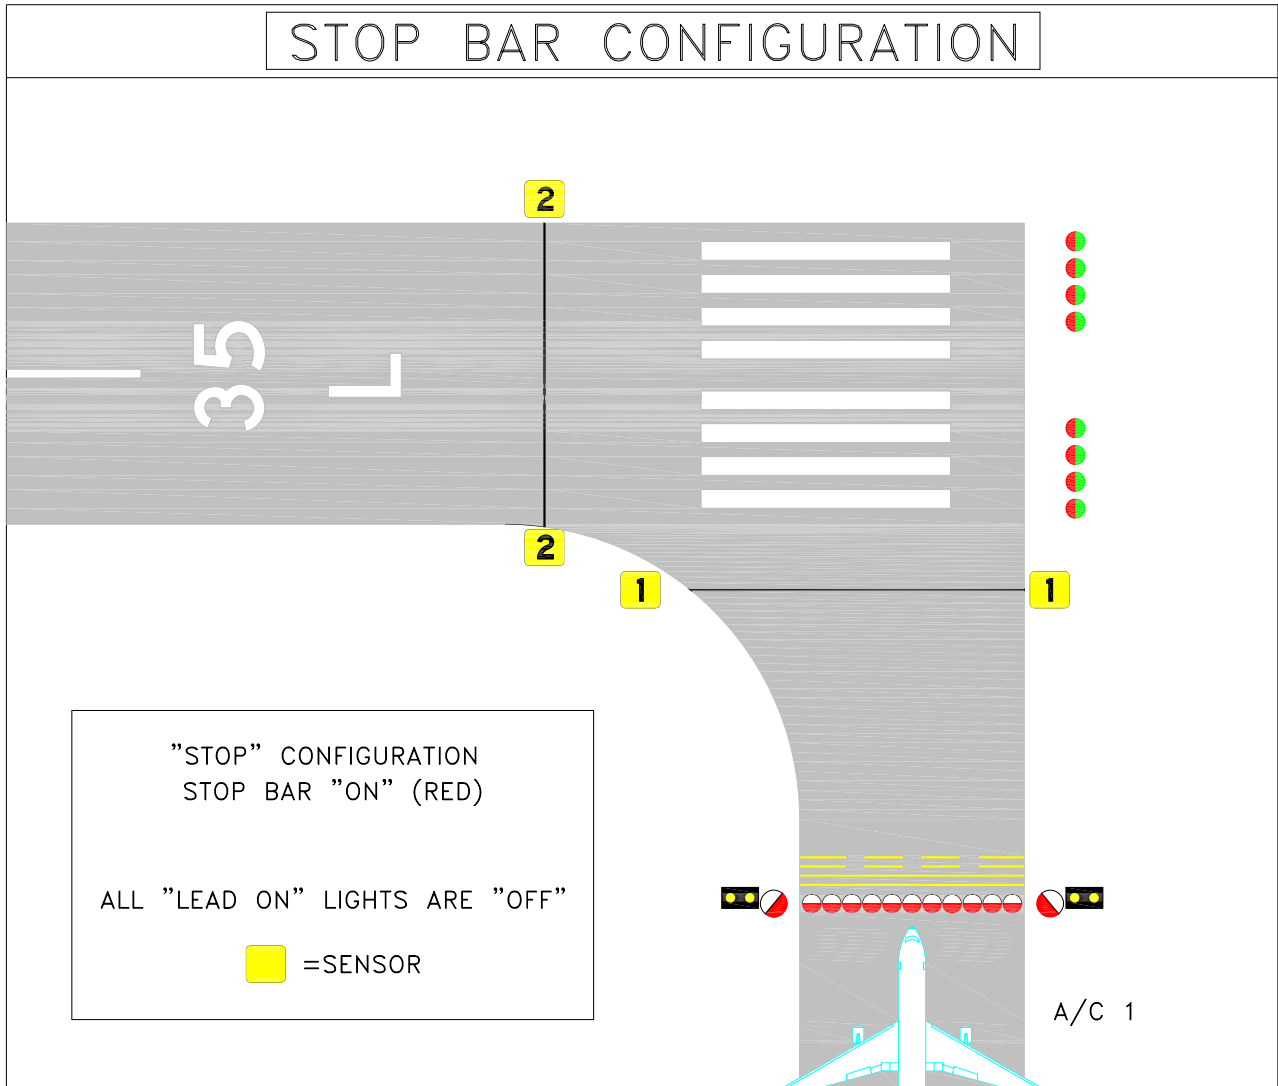 STOP BAR CONFIGURATION
2
35
L
2
1
1
"STOP" CONFIGURATION
STOP BAR "ON" (RED)
ALL "LEAD ON" LIGHTS ARE "OFF"
=SENSOR
A/C 1